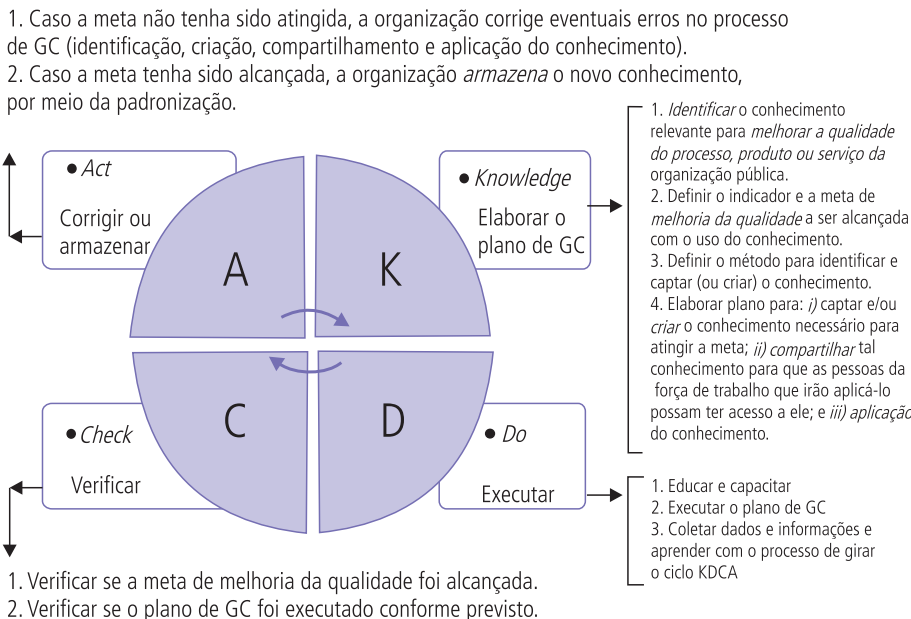 1. Caso a meta não tenha sido atingida, a organização corrige eventuais erros no processo
de GC (identificação, criação, compartilhamento e aplicação do conhecimento).
2. Caso a meta tenha sido alcançada, a organização armazena o novo conhecimento,
por meio da padronização.
• Act
Corrigir ou
armazenar
A
K
• Knowledge
Elaborar o
plano de GC
1. Identificar o conhecimento
relevante para melhorar a qualidade
do processo, produto ou serviço da
organização pública.
2. Definir o indicador e a meta de
melhoria da qualidade a ser alcançada
com o uso do conhecimento.
3. Definir o método para identificar e
captar (ou criar) o conhecimento.
4. Elaborar plano para: i) captar e/ou
criar o conhecimento necessário para
atingir a meta; ii) compartilhar tal
conhecimento para que as pessoas da
força de trabalho que irão aplicá-lo
possam ter acesso a ele; e iii) aplicação
do conhecimento.
• Check
Verificar
C
D
• Do
Executar
1. Educar e capacitar
2. Executar o plano de GC
3. Coletar dados e informações e
aprender com o processo de girar
o ciclo KDCA
1. Verificar se a meta de melhoria da qualidade foi alcançada.
2. Verificar se o plano de GC foi executado conforme previsto.